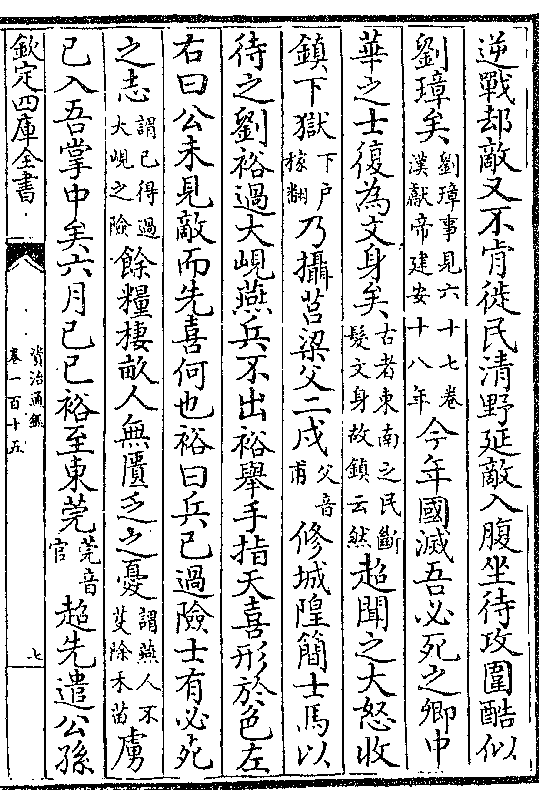 逆戰却敵又不肯徙民清野延敵入腹坐待攻圍酷似
劉璋矣劉璋事見六十七卷漢獻帝建安十八年今年國滅吾必死之卿中
華之士復為文身矣古者東南之民斷髮文身故鎮云然超聞之大怒收
鎮下獄下戶稼翻乃攝莒梁父二戍父音甫修城隍簡士馬以
待之劉裕過大峴燕兵不出裕舉手指天喜形於色左
右曰公未見敵而先喜何也裕曰兵已過險士有必死
之志謂已得過大峴之險餘糧棲畝人無匱乏之憂謂燕人不芟除禾苗虜
已入吾掌中矣六月己巳裕至東莞莞音官超先遣公孫
欽定四庫全書
資治通鑑
卷一百十五
七